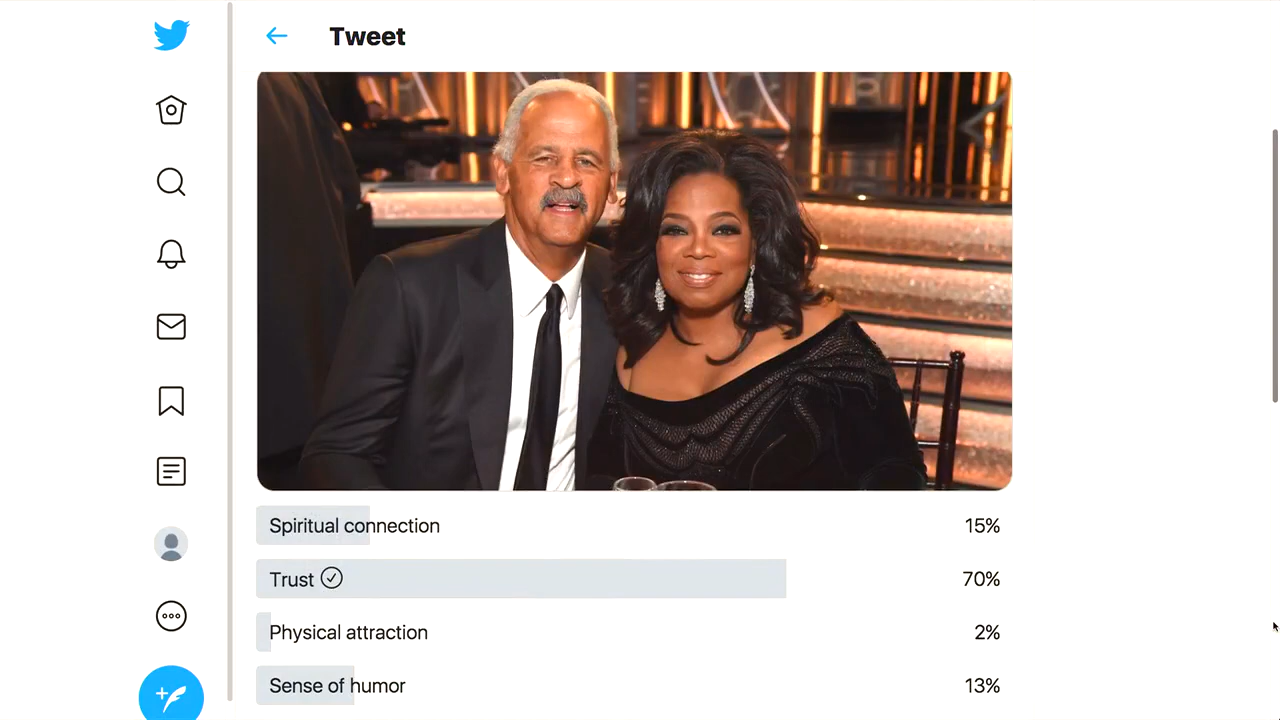 Tweet
Spiritual connection 15%
Trust 70%
Physical attraction 2%
Sense of humor 13%